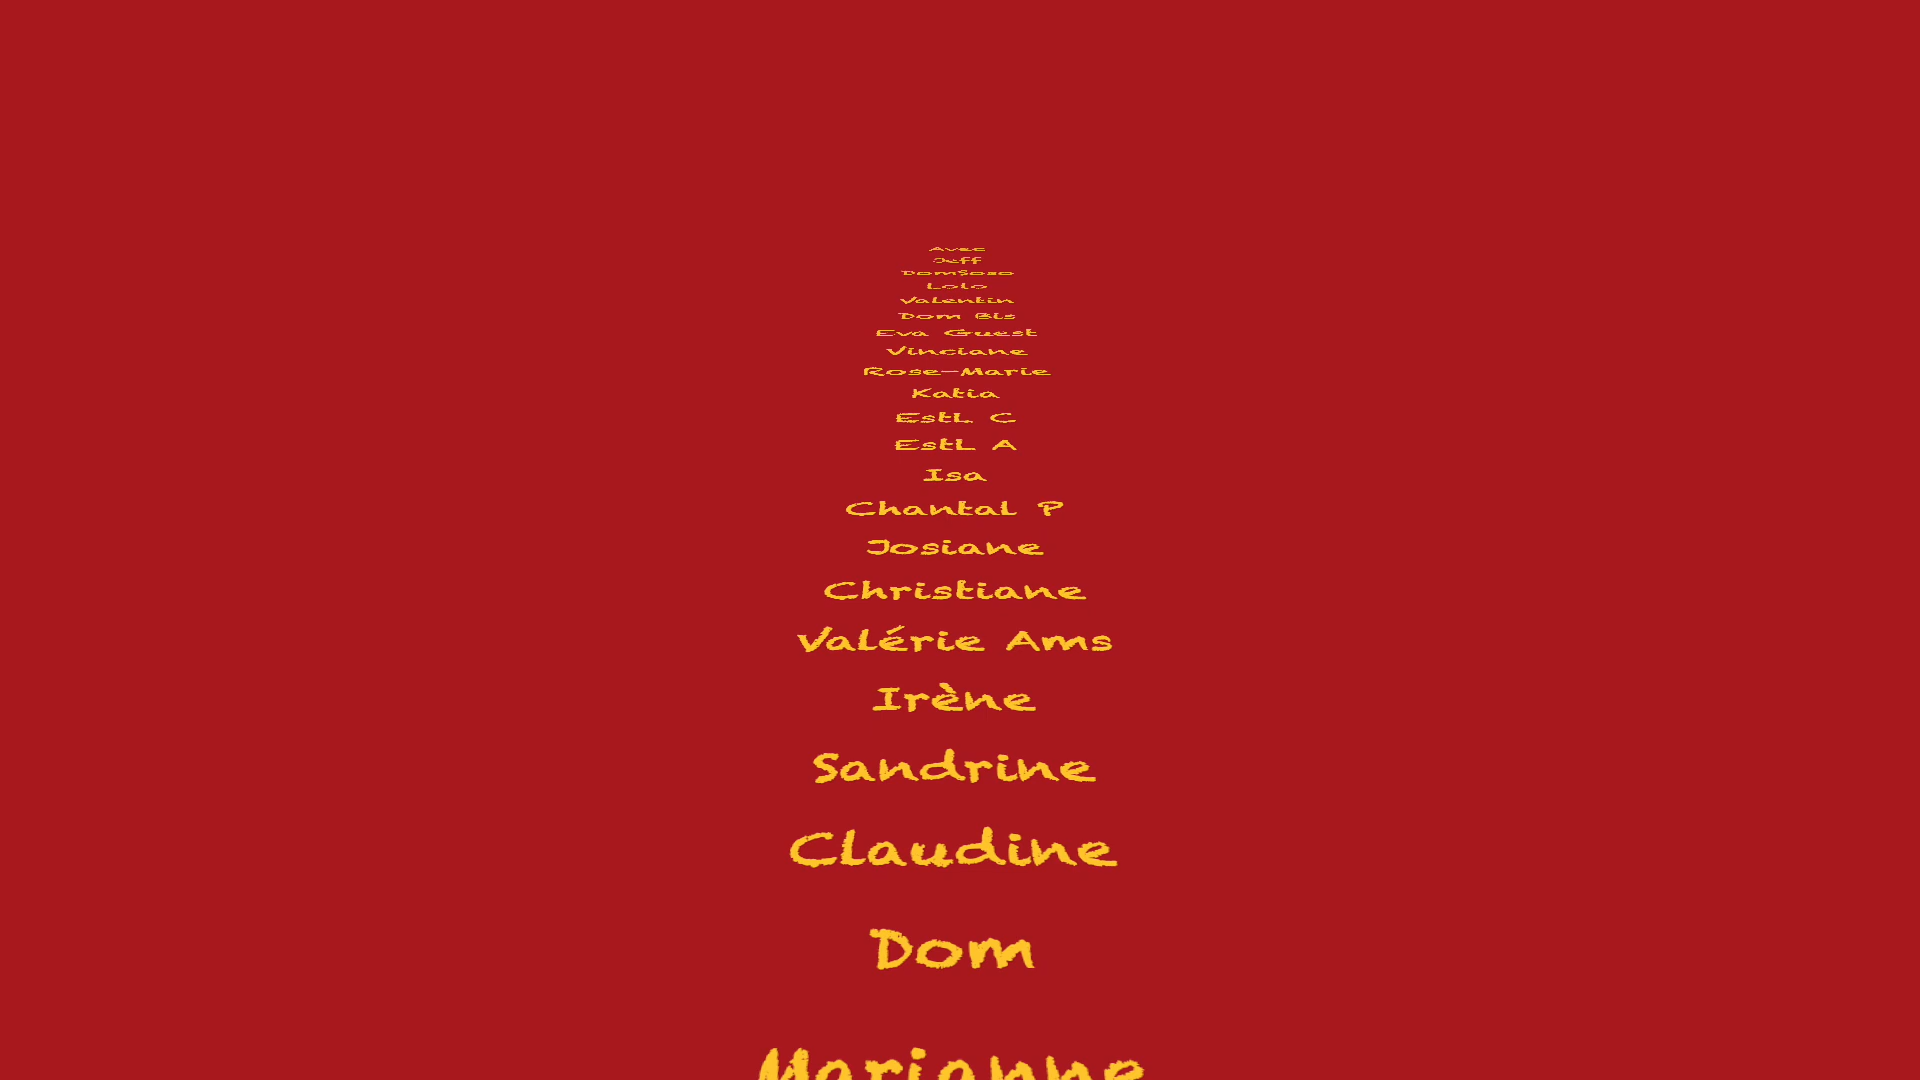 Avec
Jeff
DomSoso
Lolo
Valentin
Dom Bis
Eva Guest
Vinciane
Rose-Marie
Katia
EstL C
EstL A
Isa
Chantal P
Josiane
Christiane
Valérie Ams
Irène
Sandrine
Claudine
Dom
Marianne